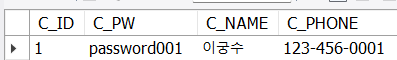 C_ID C_PW C_NAME C_PHONE
1 password001 이궁수 123-456-0001